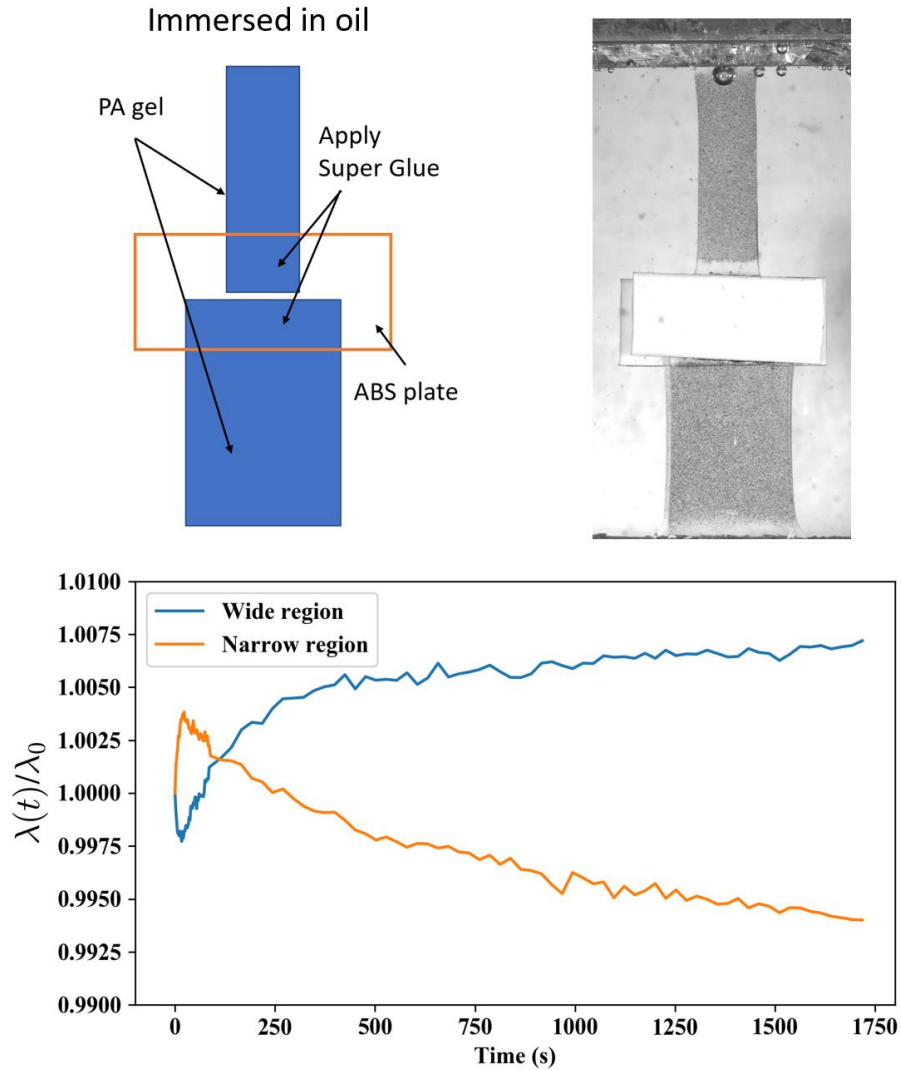 Immersed in oil
PA gel
Apply
Super Glue
ABS plate
1.0100
1.0075
1.0050
1.0025
1.0000
0.9975
0.9950
0.9925
0.9900
λ(t)/λ₀
Wide region
Narrow region
0
250
500
750
1000
1250
1500
1750
Time (s)